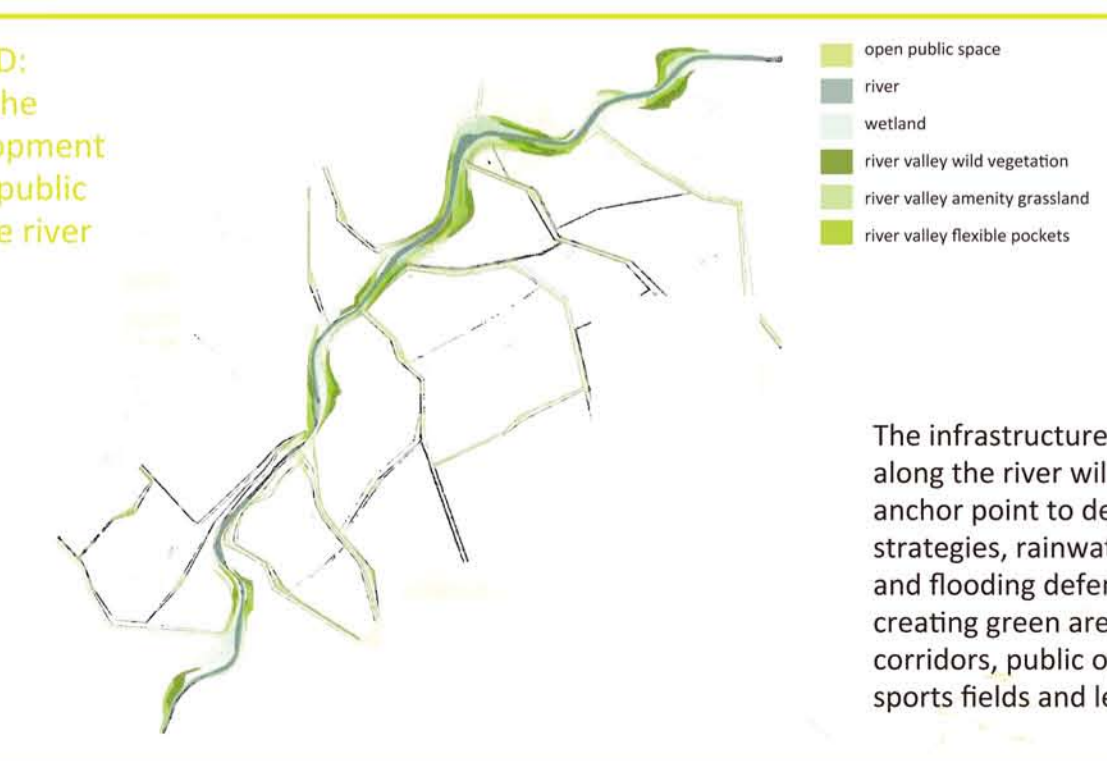 D:
he
opment
public
e river
open public space
river
wetland
river valley wild vegetation
river valley amenity grassland
river valley flexible pockets
The infrastructure
along the river wil
anchor point to de
strategies, rainwat
and flooding defer
creating green are
corridors, public o
sports fields and le